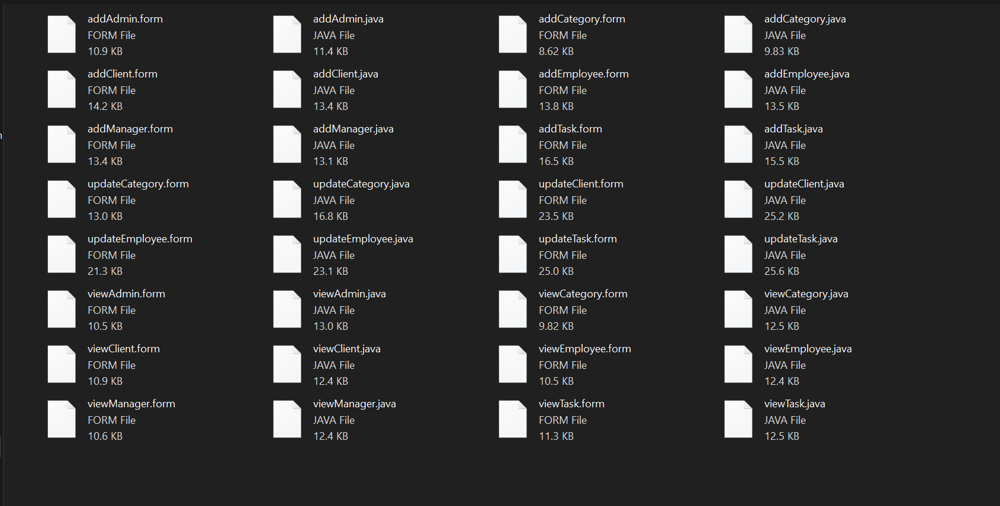 addAdmin.form
FORM File
10.9 KB
addAdmin.java
JAVA File
11.4 KB
addCategory.form
FORM File
8.62 KB
addCategory.java
JAVA File
9.83 KB
addClient.form
FORM File
14.2 KB
addClient.java
JAVA File
13.4 KB
addEmployee.form
FORM File
13.8 KB
addEmployee.java
JAVA File
13.5 KB
addManager.form
FORM File
13.4 KB
addManager.java
JAVA File
13.1 KB
addTask.form
FORM File
16.5 KB
addTask.java
JAVA File
15.5 KB
updateCategory.form
FORM File
13.0 KB
updateCategory.java
JAVA File
16.8 KB
updateClient.form
FORM File
23.5 KB
updateClient.java
JAVA File
25.2 KB
updateEmployee.form
FORM File
21.3 KB
updateEmployee.java
JAVA File
23.1 KB
updateTask.form
FORM File
25.0 KB
updateTask.java
JAVA File
25.6 KB
viewAdmin.form
FORM File
10.5 KB
viewAdmin.java
JAVA File
13.0 KB
viewCategory.form
FORM File
9.82 KB
viewCategory.java
JAVA File
12.5 KB
viewClient.form
FORM File
10.9 KB
viewClient.java
JAVA File
12.4 KB
viewEmployee.form
FORM File
10.5 KB
viewEmployee.java
JAVA File
12.4 KB
viewManager.form
FORM File
10.6 KB
viewManager.java
JAVA File
12.4 KB
viewTask.form
FORM File
11.3 KB
viewTask.java
JAVA File
12.5 KB